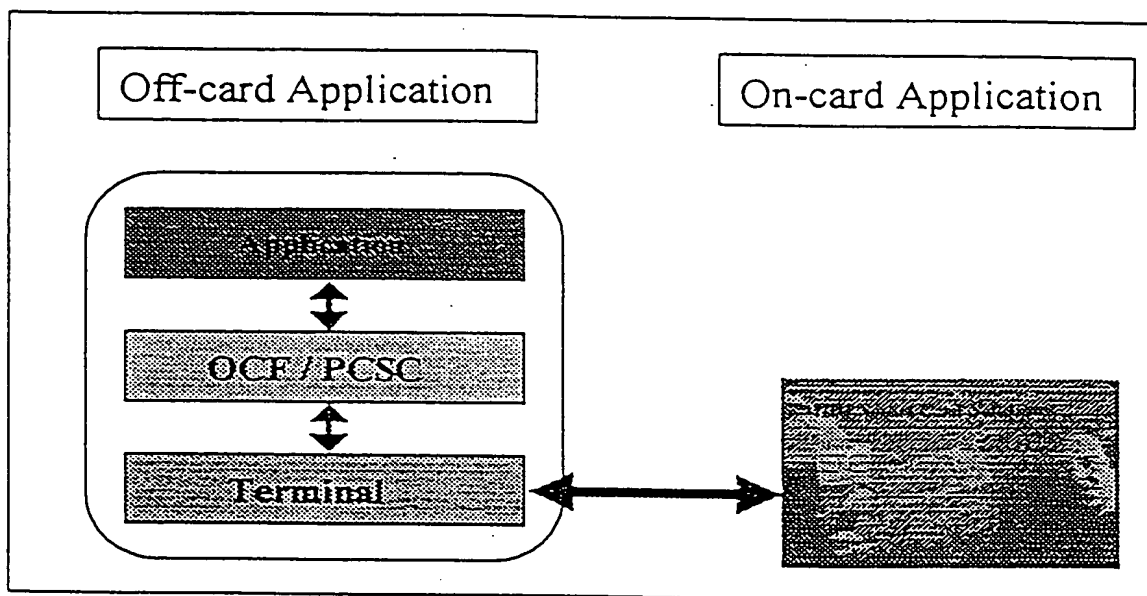 Off-card Application
On-card Application
Application
OCF / PCSC
Terminal